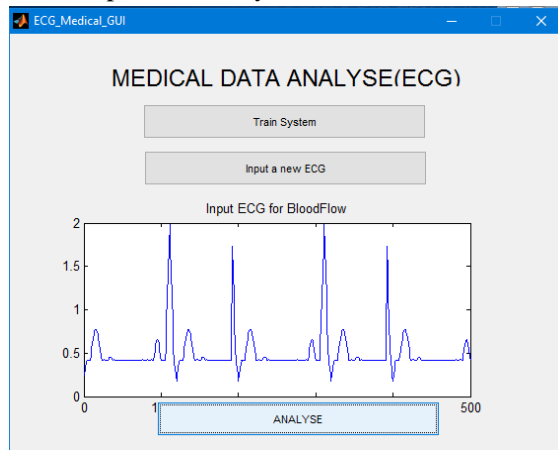 ECG_Medical_GUI
MEDICAL DATA ANALYSE(ECG)
Train System
Input a new ECG
Input ECG for BloodFlow
2
1.5
1
0.5
0
0 1 500
ANALYSE